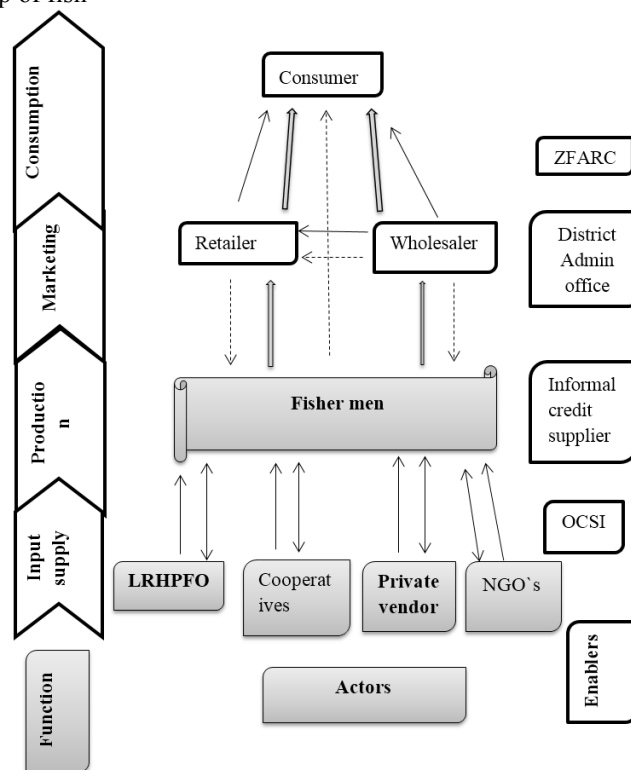 p of fish
Consumption
Consumer
ZFARC
Marketing
Retailer
Wholesaler
District
Admin
office
Productio
n
Fisher men
Informal
credit
supplier
OCSI
Input
supply
LRHPFO
Cooperat
ives
Private
vendor
NGO`s
Enablers
Function
Actors